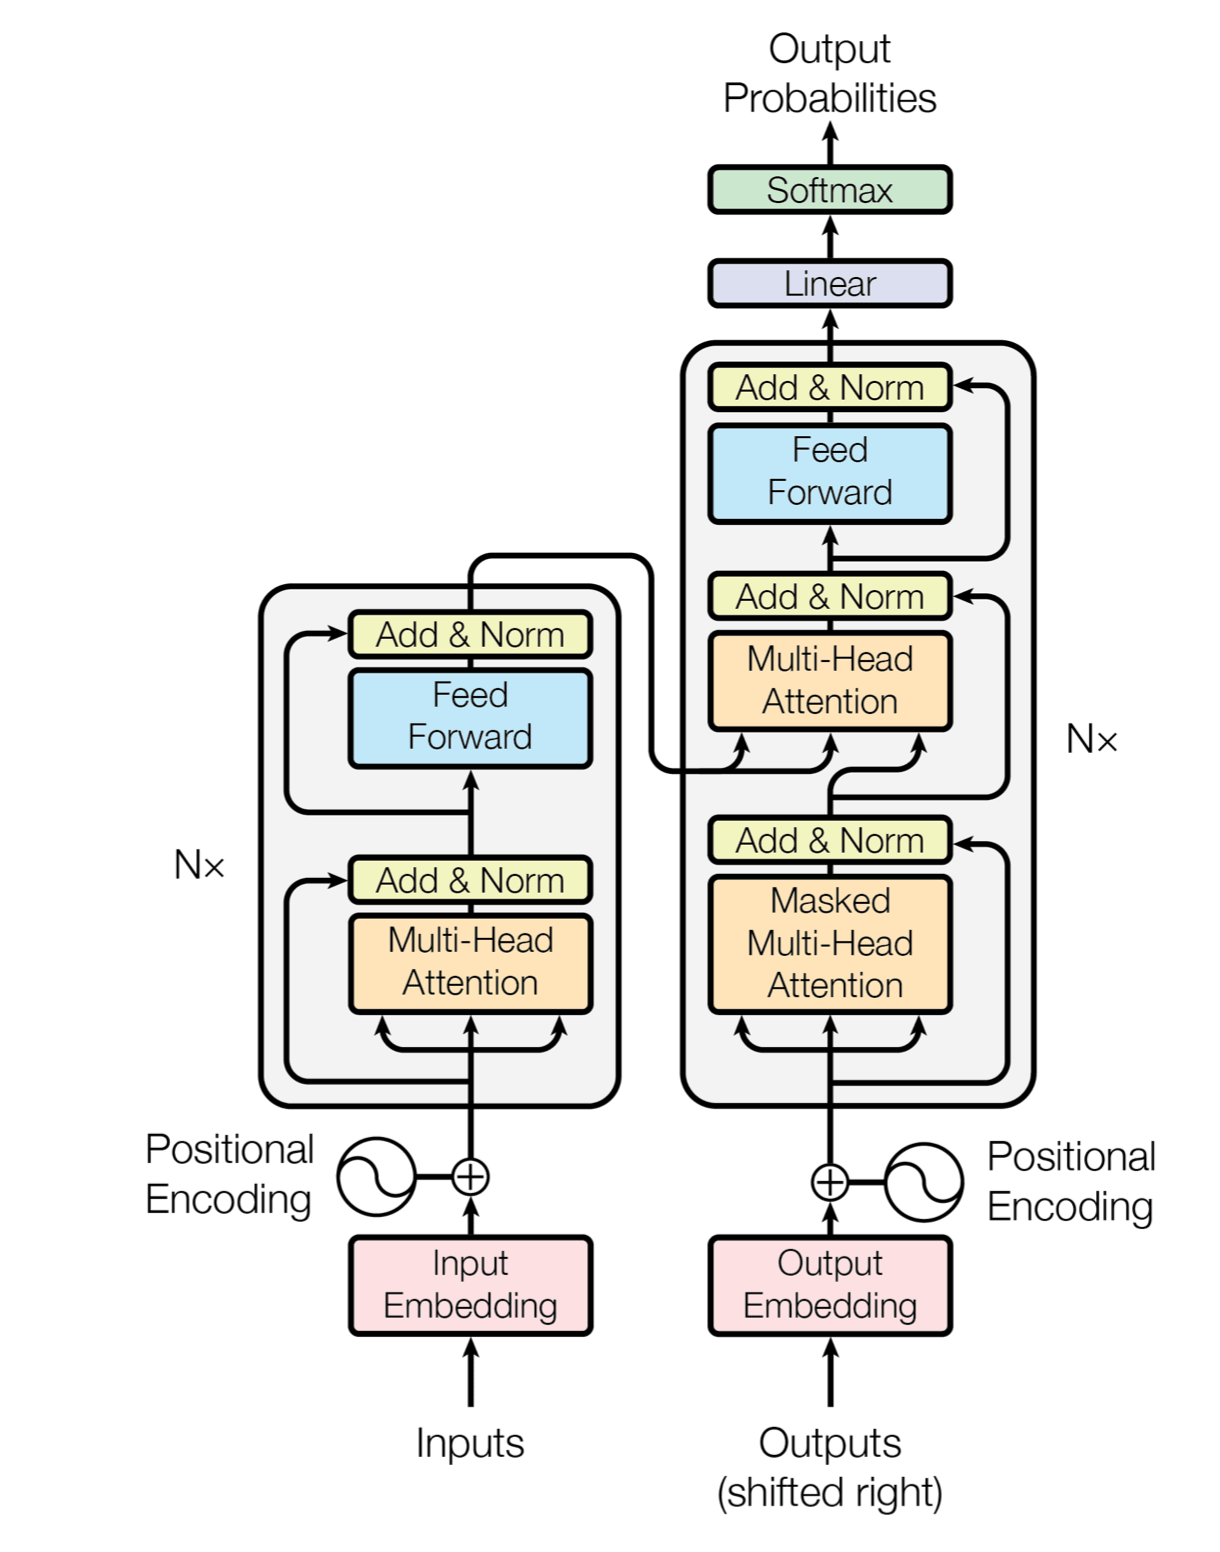 Output
Probabilities
Softmax
Linear
Add & Norm
Feed
Forward
Add & Norm
Multi-Head
Attention
Add & Norm
Masked
Multi-Head
Attention
N×
Add & Norm
Feed
Forward
Add & Norm
Multi-Head
Attention
N×
Positional
Encoding
Positional
Encoding
Input
Embedding
Output
Embedding
Inputs
Outputs
(shifted right)